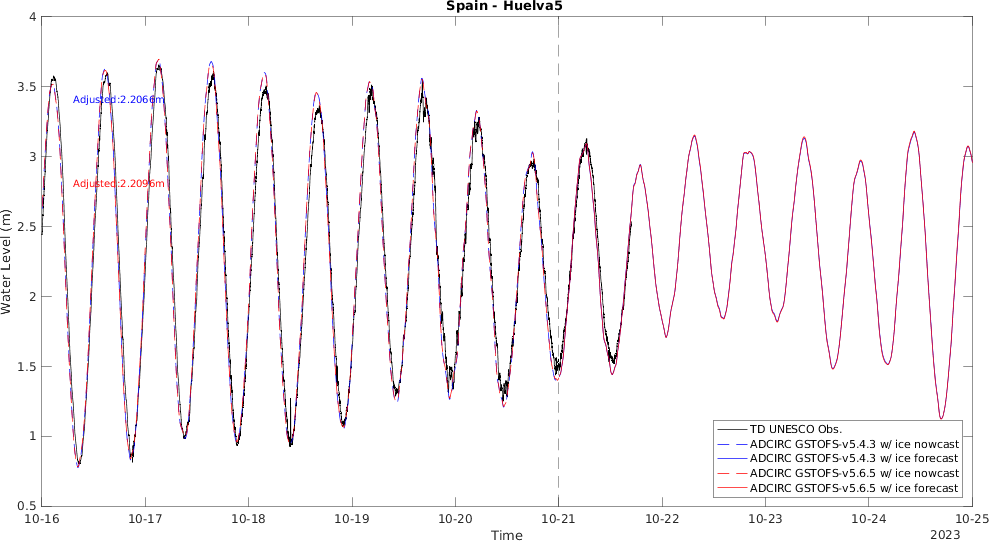 Spain - Huelva5
4
3.5
3
2.5
2
1.5
1
0.5
Water Level (m)
Adjusted:2.2066m
Adjusted:2.2096m
TD UNESCO Obs.
ADCIRC GSTOFS-v5.4.3 w/ ice nowcast
ADCIRC GSTOFS-v5.4.3 w/ ice forecast
ADCIRC GSTOFS-v5.6.5 w/ ice nowcast
ADCIRC GSTOFS-v5.6.5 w/ ice forecast
10-16 10-17 10-18 10-19 10-20 10-21 10-22 10-23 10-24 10-25
Time
2023